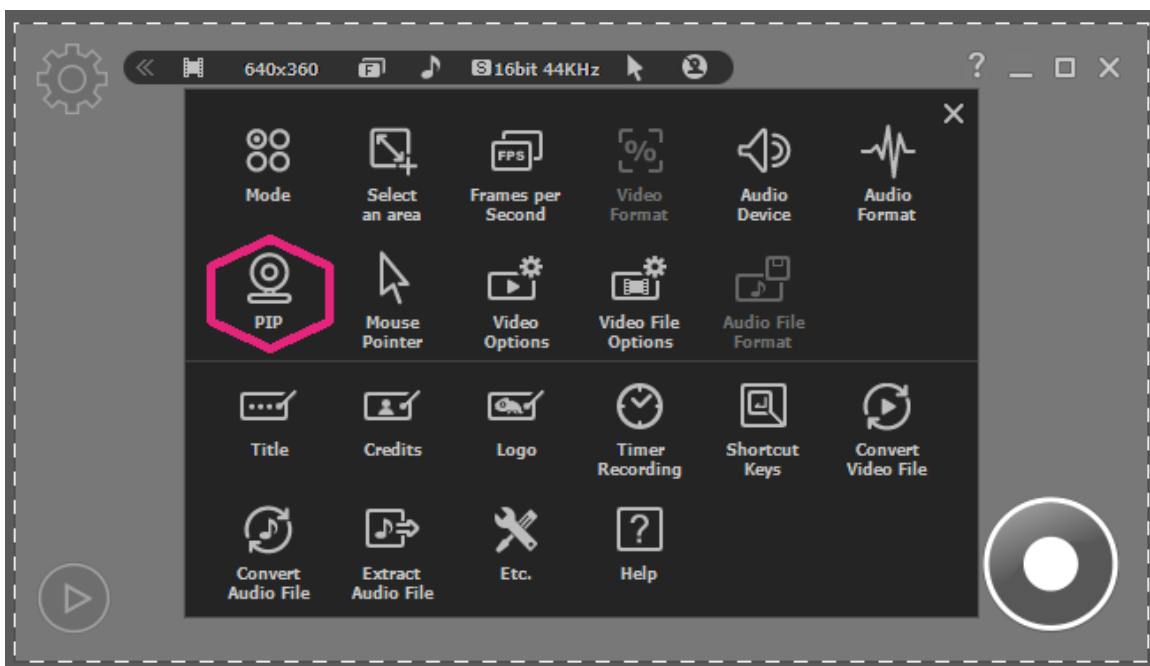 640x360 F S 16bit 44KHz ?
Mode Select an area Frames per Second Video Format Audio Device Audio Format
FPS %
PIP Mouse Pointer Video Options Video File Options Audio File Format
Title Credits Logo Timer Recording Shortcut Keys Convert Video File
Convert Audio File Extract Audio File Etc. Help
?